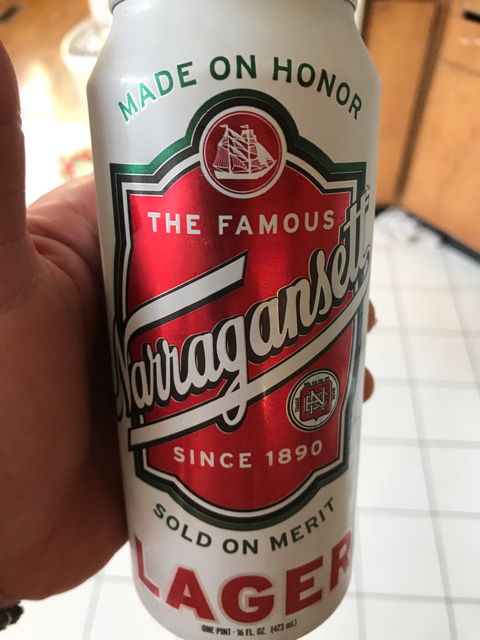 MADE ON HONOR
THE FAMOUS
Narragansett
SINCE 1890
SOLD ON MERIT
LAGER
ONE PINT · 16 FL. OZ. (473 mL)